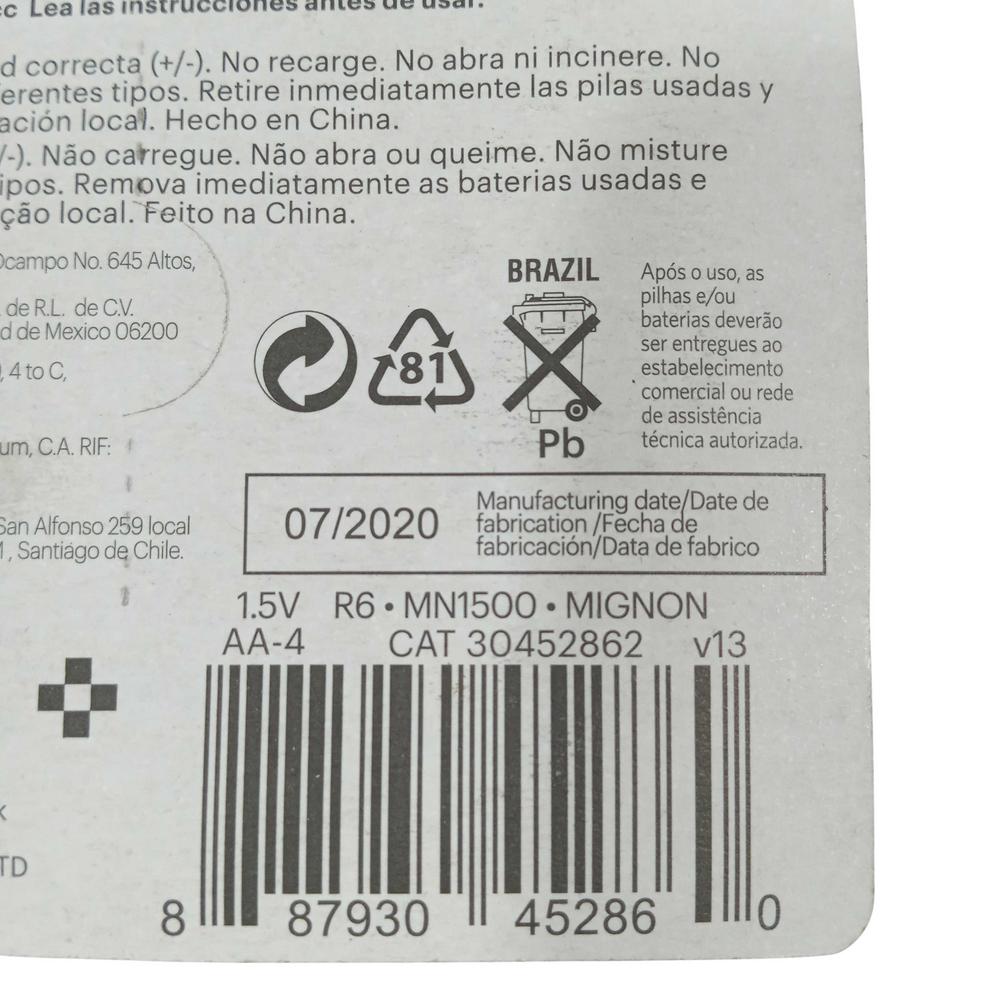 Lea las instrucciones antes de usar.
d correcta (+/-). No recarge. No abra ni incinere. No
erentes tipos. Retire inmediatamente las pilas usadas y
ación local. Hecho en China.
/-). Não carregue. Não abra ou queime. Não misture
ipos. Remova imediatamente as baterias usadas e
ção local. Feito na China.
Ocampo No. 645 Altos,
. de R.L. de C.V.
d de Mexico 06200
, 4 to C,
um, C.A. RIF:
San Alfonso 259 local
, Santiago de Chile.
BRAZIL
81
Pb
Após o uso, as
pilhas e/ou
baterias deverão
ser entregues ao
estabelecimento
comercial ou rede
de assistência
técnica autorizada.
07/2020
Manufacturing date/Date de
fabrication /Fecha de
fabricación/Data de fabrico
1.5V R6 • MN1500 • MIGNON
AA-4 CAT 30452862 v13
TD
8 87930 45286 0